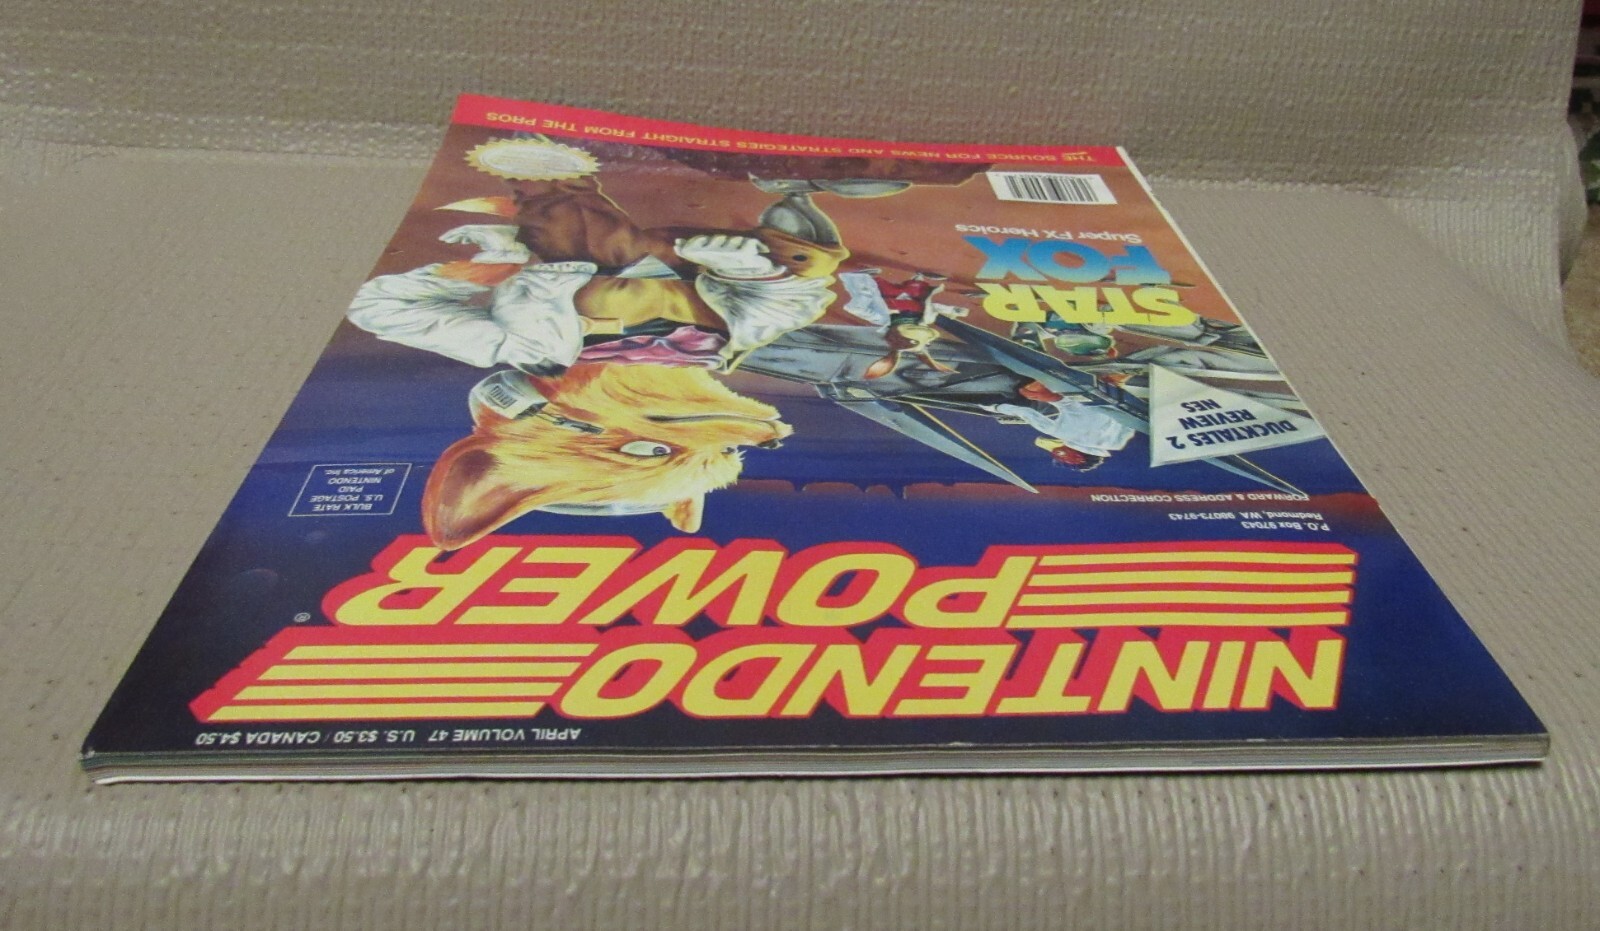 APRIL VOLUME 47 U.S. $3.50 / CANADA $4.50
NINTENDO
POWER
®
P.O. Box 97043
Redmond, WA 98073-9743
FORWARD & ADDRESS CORRECTION
BULK RATE
U.S. POSTAGE
PAID
NINTENDO
of America Inc.
DUCKTALES 2
REVIEW
NES
STAR
FOX
Super FX Heroics
THE SOURCE FOR NEWS AND STRATEGIES STRAIGHT FROM THE PROS